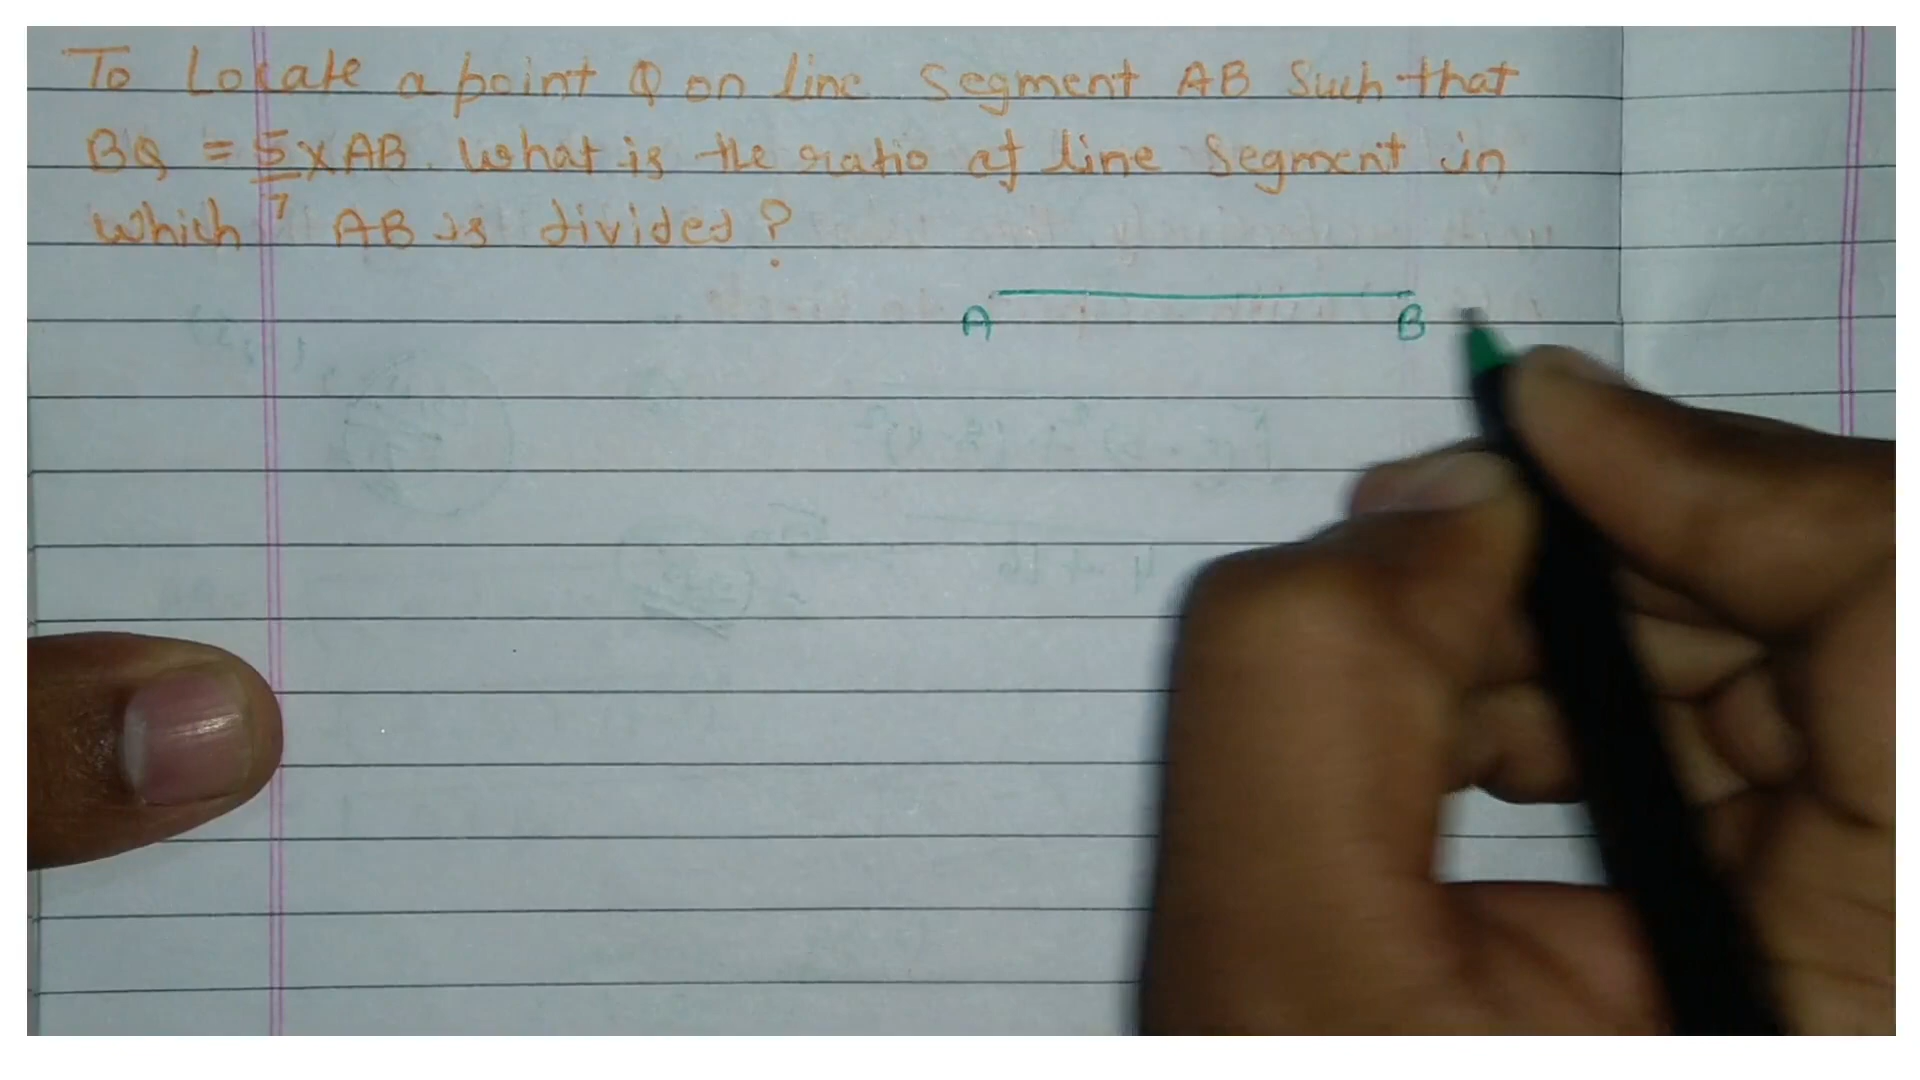 To Locate a point Q on line segment AB such that
BQ = 5/7 X AB. What is the ratio of line segment in
which AB is divided?
A B